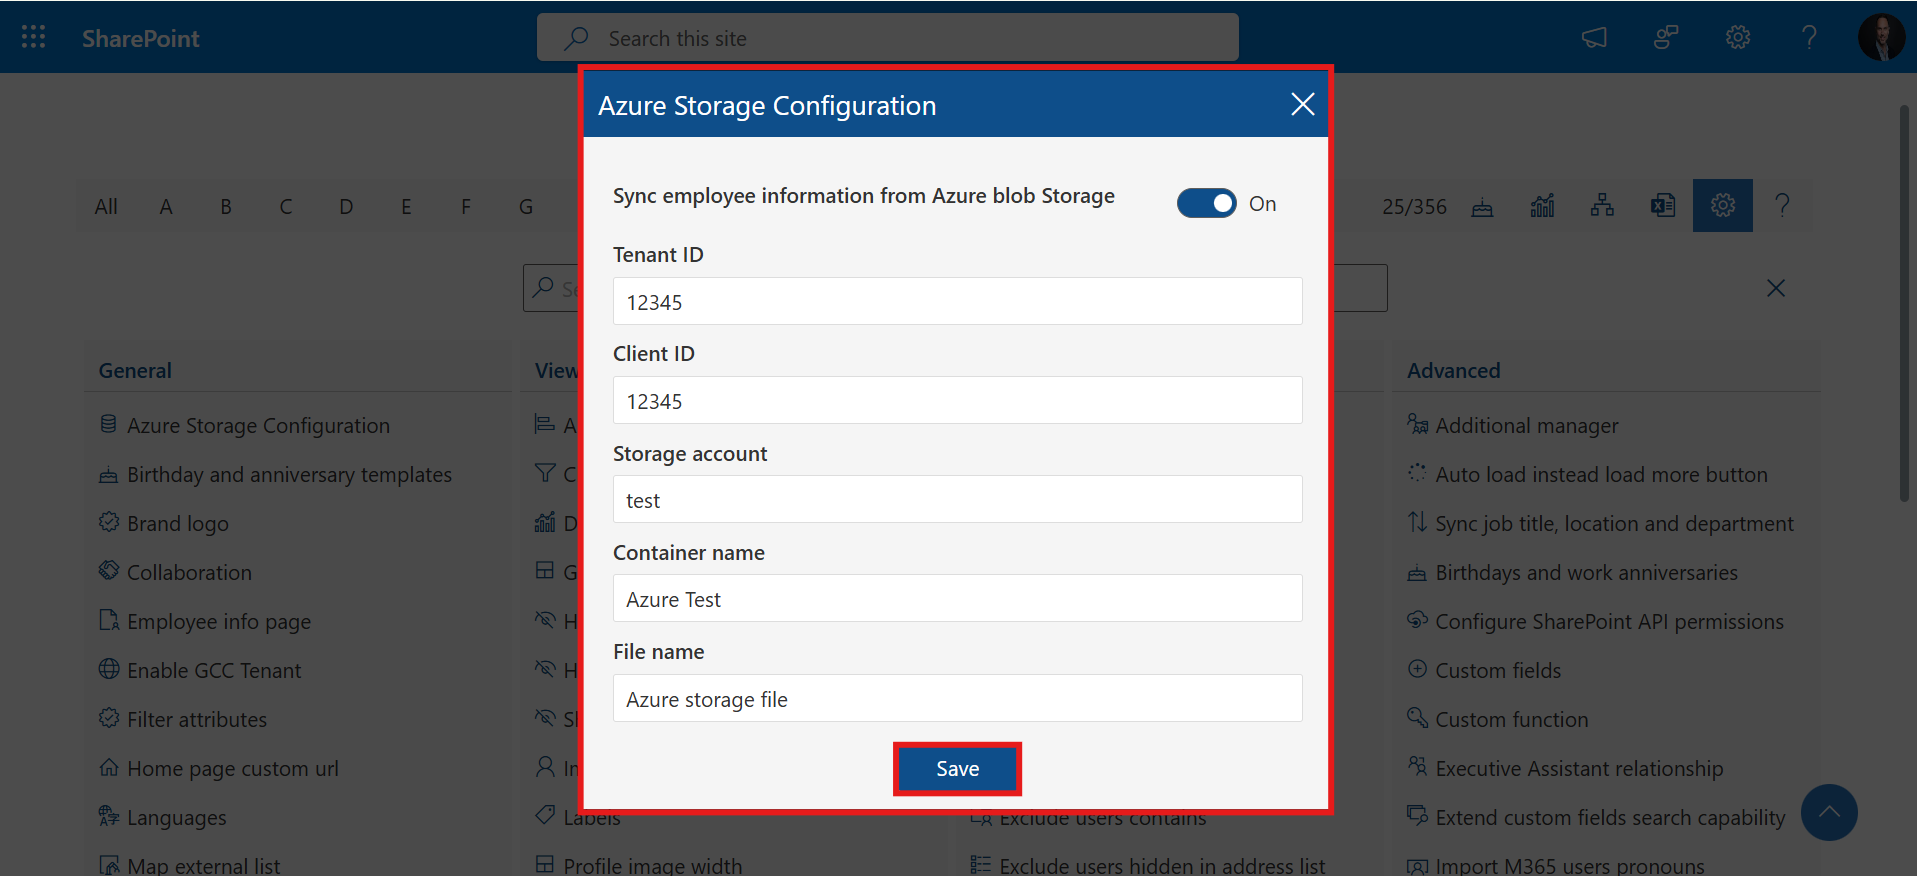 SharePoint
Search this site
Azure Storage Configuration
Sync employee information from Azure blob Storage
On
All A B C D E F G
25/356
Tenant ID
12345
Client ID
12345
Storage account
test
Container name
Azure Test
File name
Azure storage file
Save
General
Azure Storage Configuration
Birthday and anniversary templates
Brand logo
Collaboration
Employee info page
Enable GCC Tenant
Filter attributes
Home page custom url
Languages
Map external list
View
Labels
Profile image width
Exclude users contains
Exclude users hidden in address list
Advanced
Additional manager
Auto load instead load more button
Sync job title, location and department
Birthdays and work anniversaries
Configure SharePoint API permissions
Custom fields
Custom function
Executive Assistant relationship
Extend custom fields search capability
Import M365 users pronouns